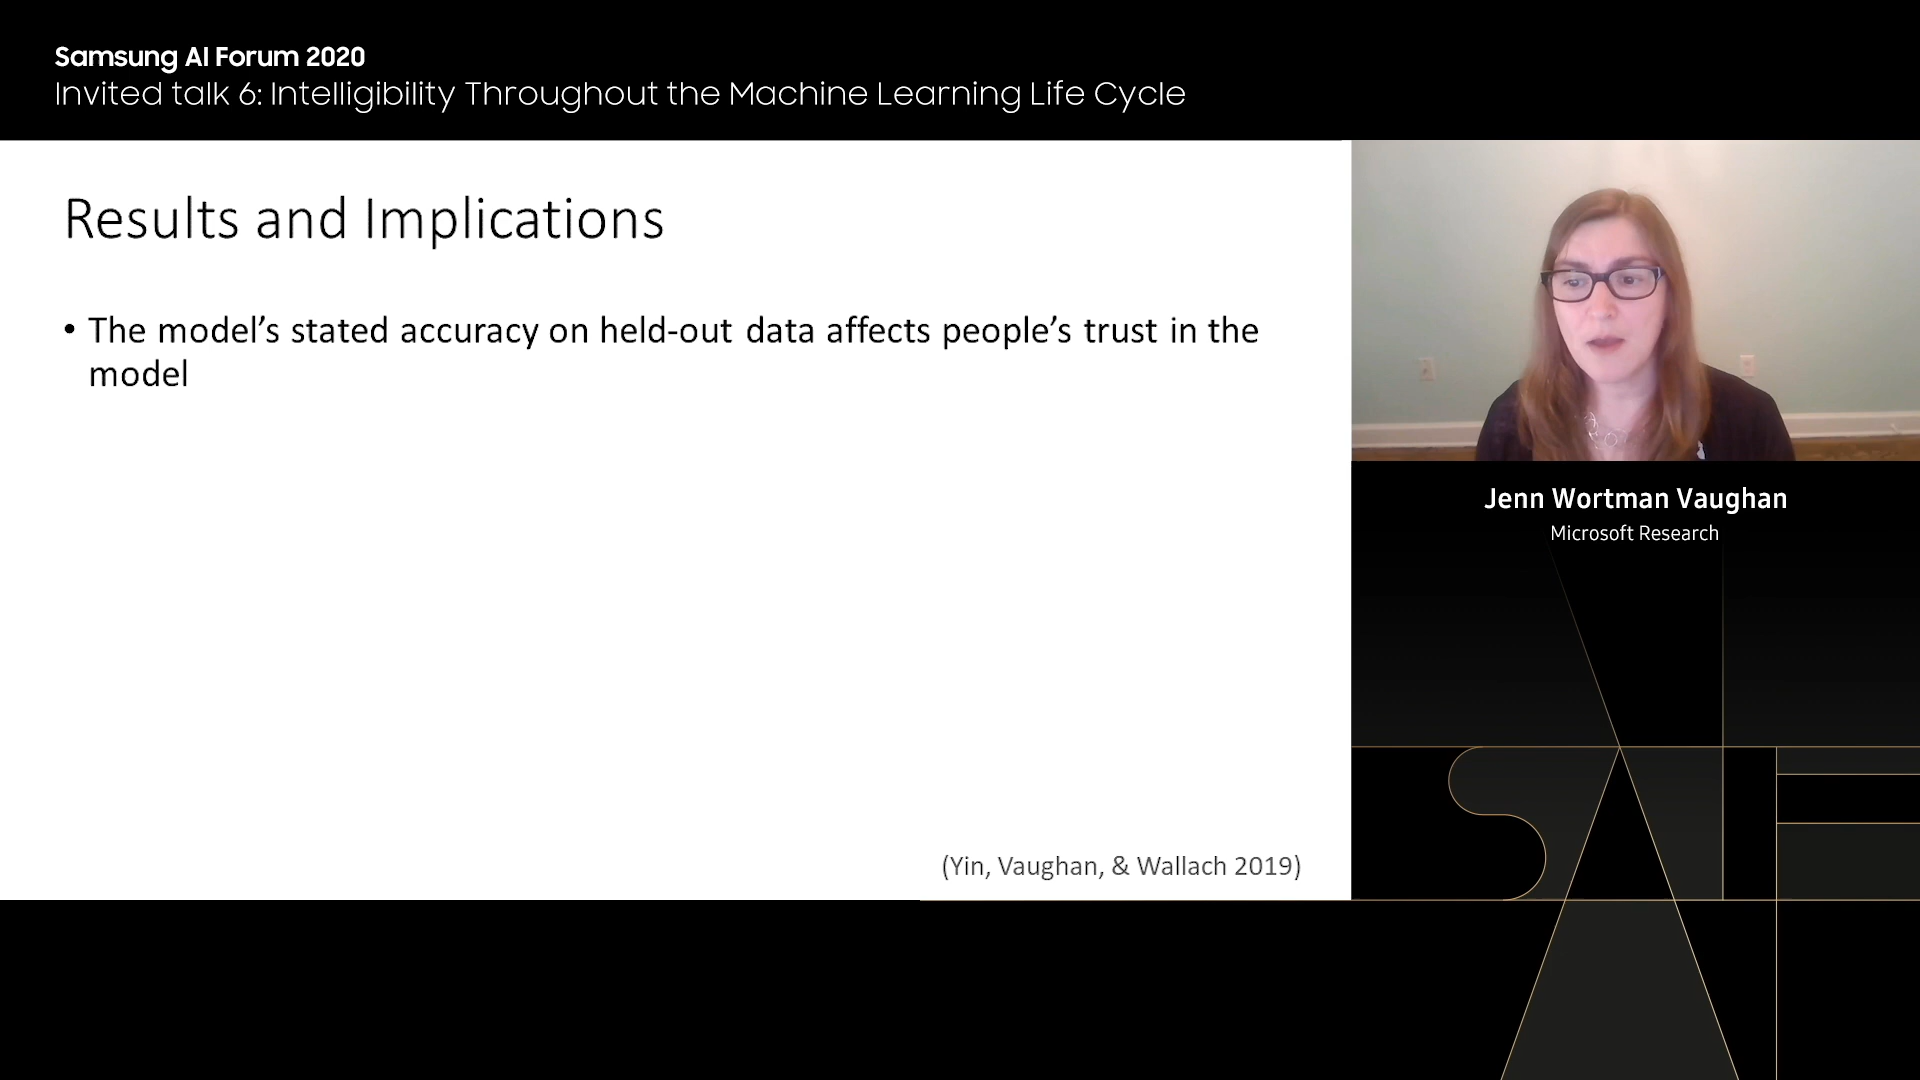 Samsung AI Forum 2020
Invited talk 6: Intelligibility Throughout the Machine Learning Life Cycle
Results and Implications
• The model’s stated accuracy on held-out data affects people’s trust in the
model
(Yin, Vaughan, & Wallach 2019)
Jenn Wortman Vaughan
Microsoft Research